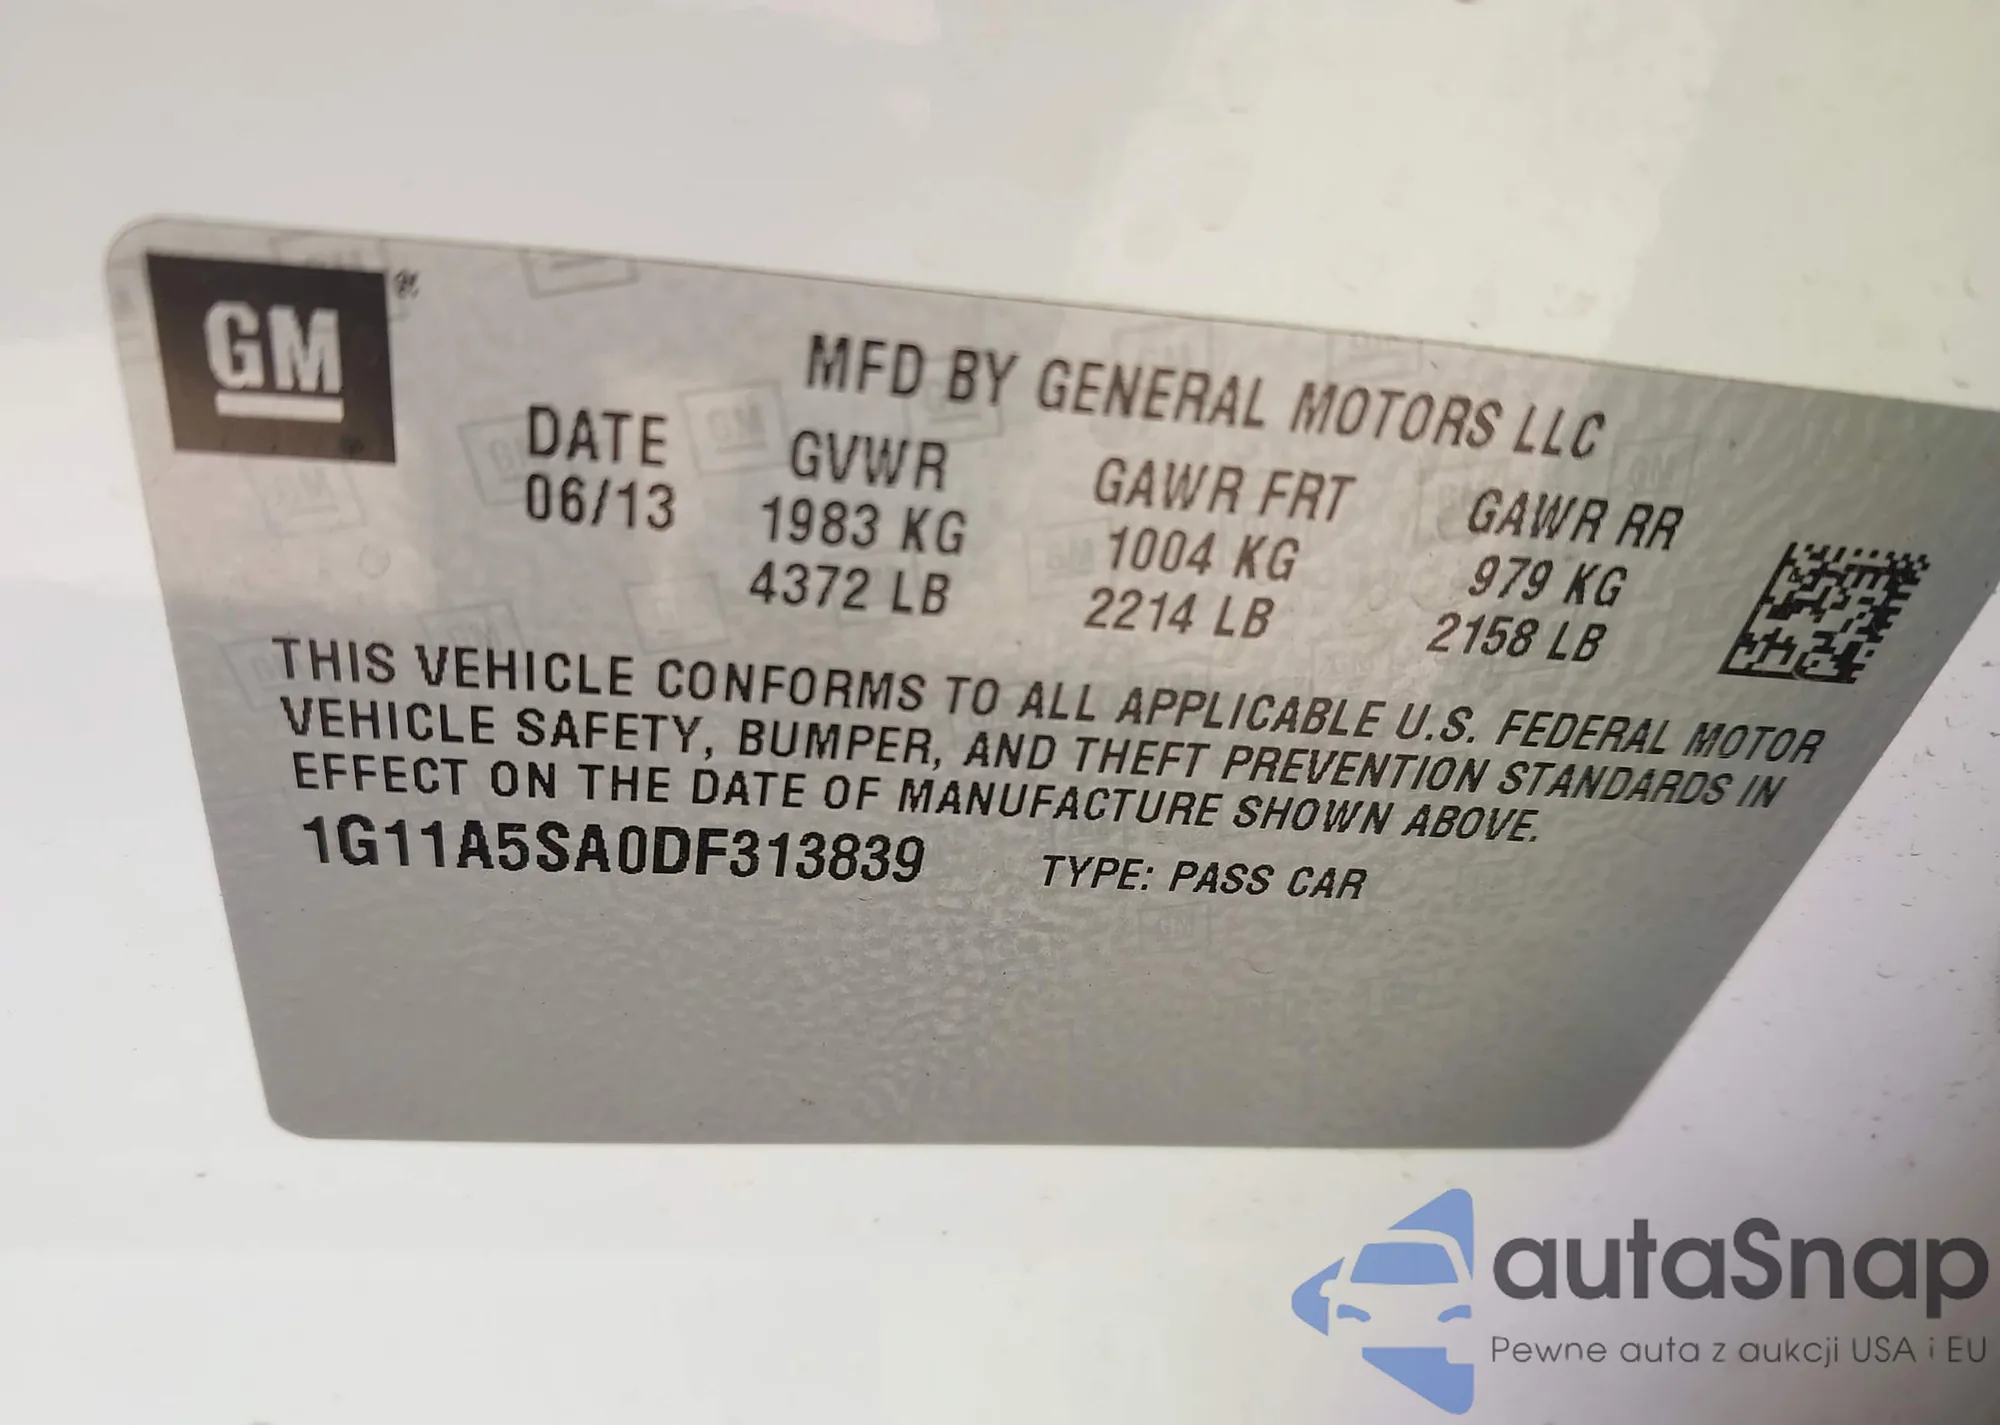 GM
MFD BY GENERAL MOTORS LLC
DATE GVWR GAWR FRT GAWR RR
06/13 1983 KG 1004 KG 979 KG
4372 LB 2214 LB 2158 LB
THIS VEHICLE CONFORMS TO ALL APPLICABLE U.S. FEDERAL MOTOR
VEHICLE SAFETY, BUMPER, AND THEFT PREVENTION STANDARDS IN
EFFECT ON THE DATE OF MANUFACTURE SHOWN ABOVE.
1G11A5SA0DF313839 TYPE: PASS CAR
autaSnap
Pewne auta z aukcji USA i EU